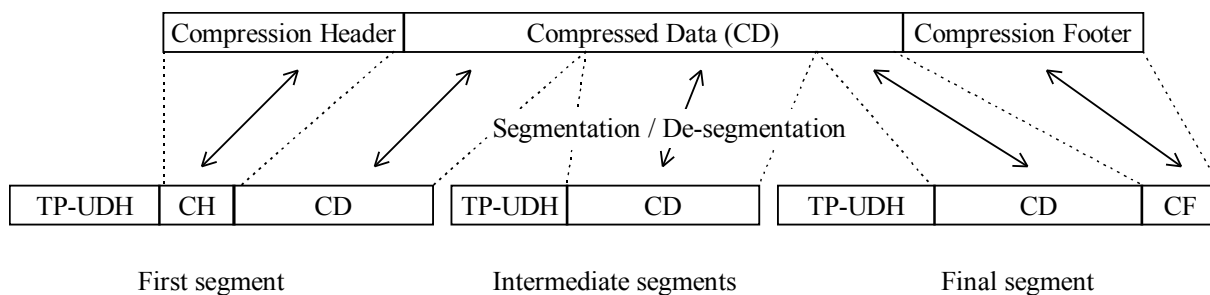 Compression Header Compressed Data (CD) Compression Footer
Segmentation / De-segmentation
TP-UDH CH CD TP-UDH CD TP-UDH CD CF
First segment Intermediate segments Final segment